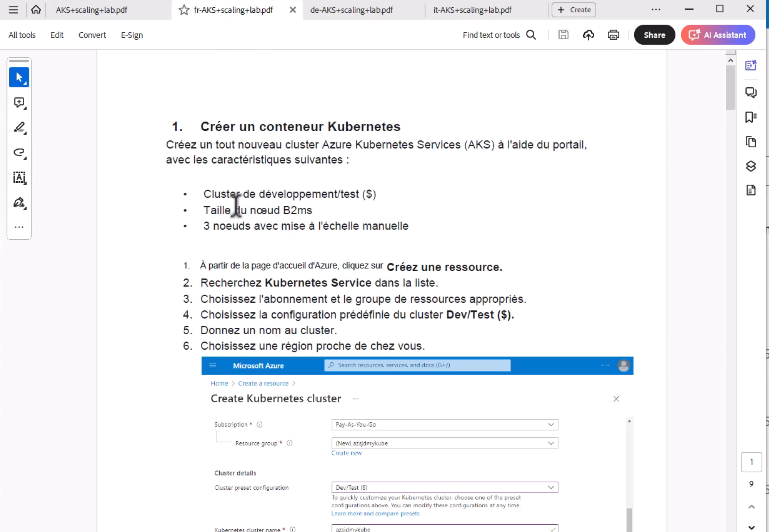 AKS+scaling+lab.pdf
fr-AKS+scaling+lab.pdf
de-AKS+scaling+lab.pdf
it-AKS+scaling+lab.pdf
+ Create
All tools
Edit
Convert
E-Sign
Find text or tools
Share
AI Assistant
1. Créer un conteneur Kubernetes
Créez un tout nouveau cluster Azure Kubernetes Services (AKS) à l'aide du portail,
avec les caractéristiques suivantes :
• Cluster de développement/test ($)
• Taille du nœud B2ms
• 3 noeuds avec mise à l'échelle manuelle
1. À partir de la page d'accueil d'Azure, cliquez sur Créez une ressource.
2. Recherchez Kubernetes Service dans la liste.
3. Choisissez l'abonnement et le groupe de ressources appropriés.
4. Choisissez la configuration prédéfinie du cluster Dev/Test ($).
5. Donnez un nom au cluster.
6. Choisissez une région proche de chez vous.
Microsoft Azure
Search resources, services, and docs (G+/)
Home > Create a resource >
Create Kubernetes cluster ...
Subscription *
Pay-As-You-Go
Resource group *
(New) azsjdmykube
Create new
Cluster details
Cluster preset configuration
Dev/Test ($)
To quickly customize your Kubernetes cluster, choose one of the preset
configurations above. You can modify these configurations at any time.
Learn more and compare presets
Kubernetes cluster name *
azsjdmykube
1
9